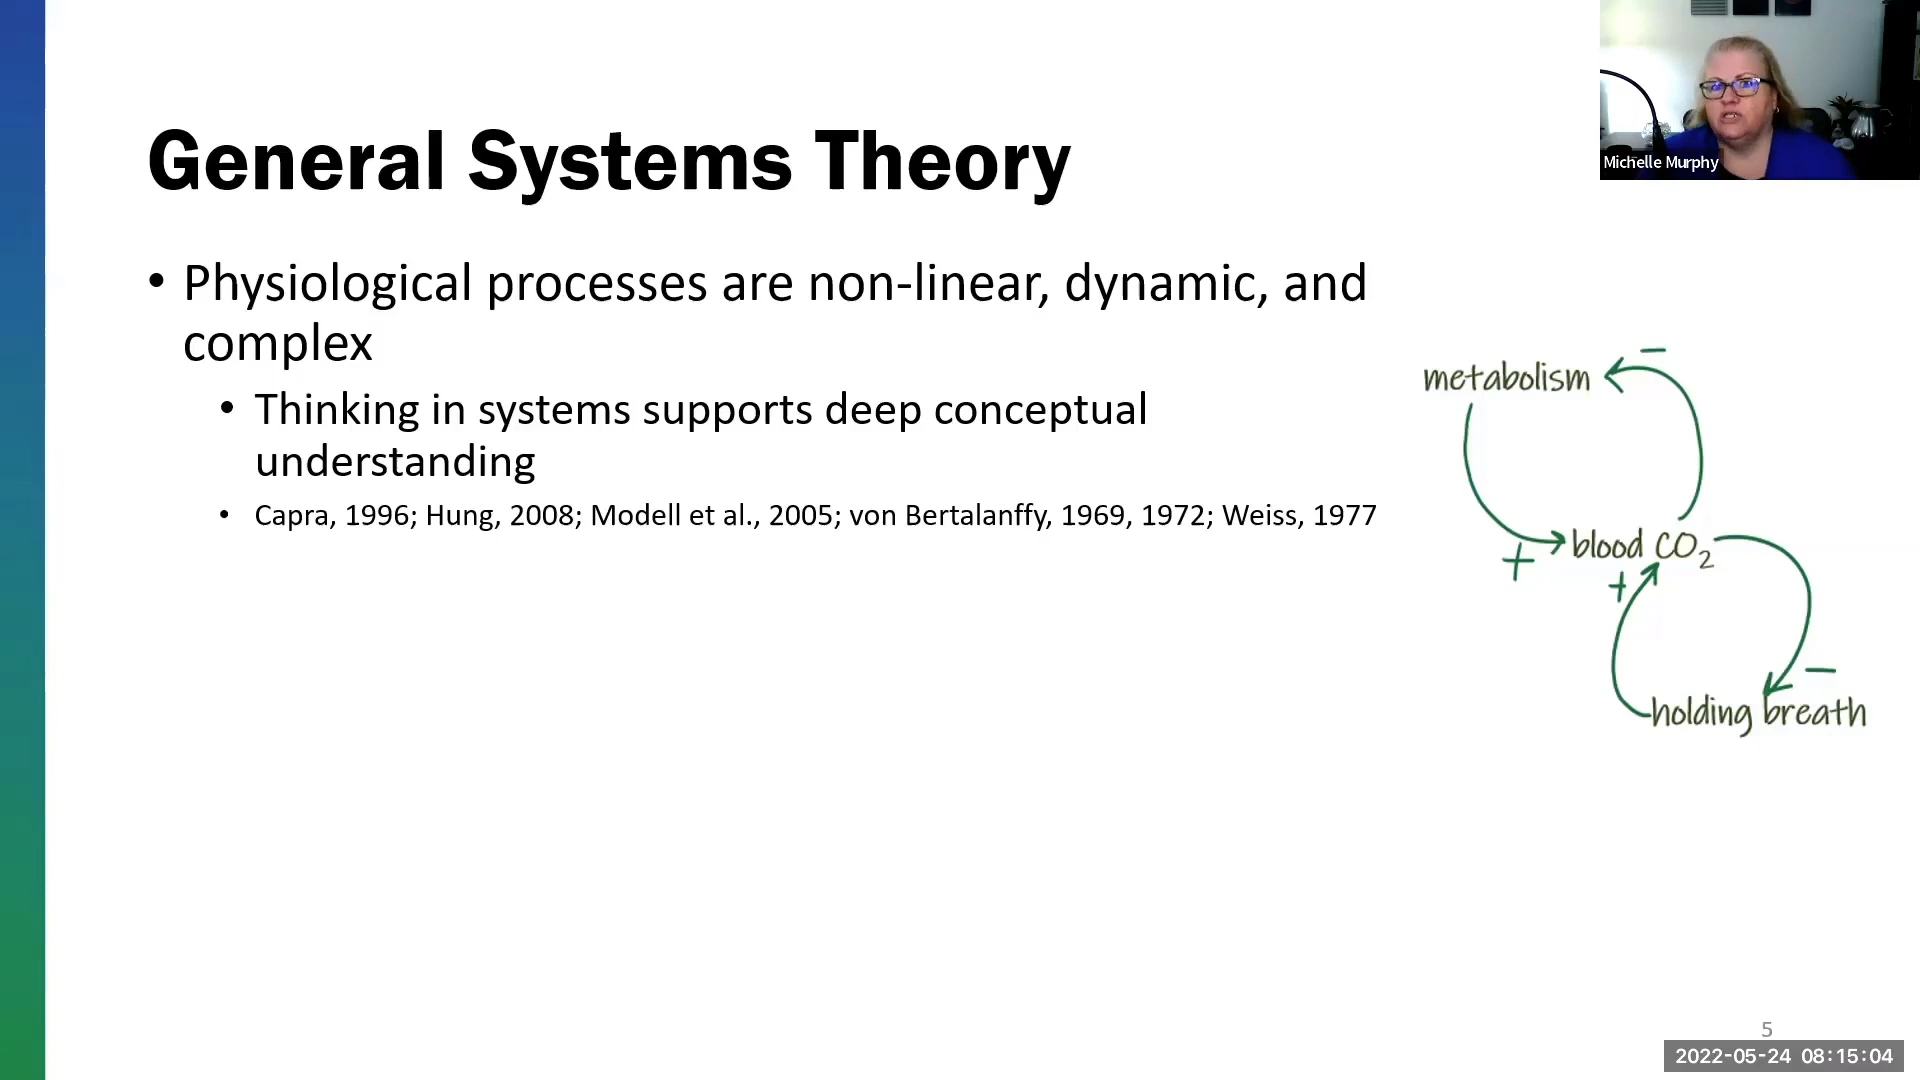 General Systems Theory
• Physiological processes are non-linear, dynamic, and
complex
• Thinking in systems supports deep conceptual
understanding
• Capra, 1996; Hung, 2008; Modell et al., 2005; von Bertalanffy, 1969, 1972; Weiss, 1977
Michelle Murphy
−
metabolism
+
blood CO2
+
−
holding breath
5
2022-05-24 08:15:04